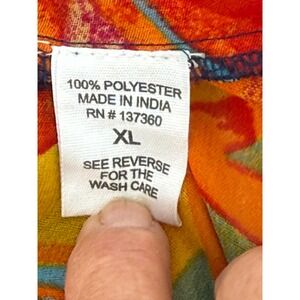 100% POLYESTER
MADE IN INDIA
RN # 137360
XL
SEE REVERSE
FOR THE
WASH CARE